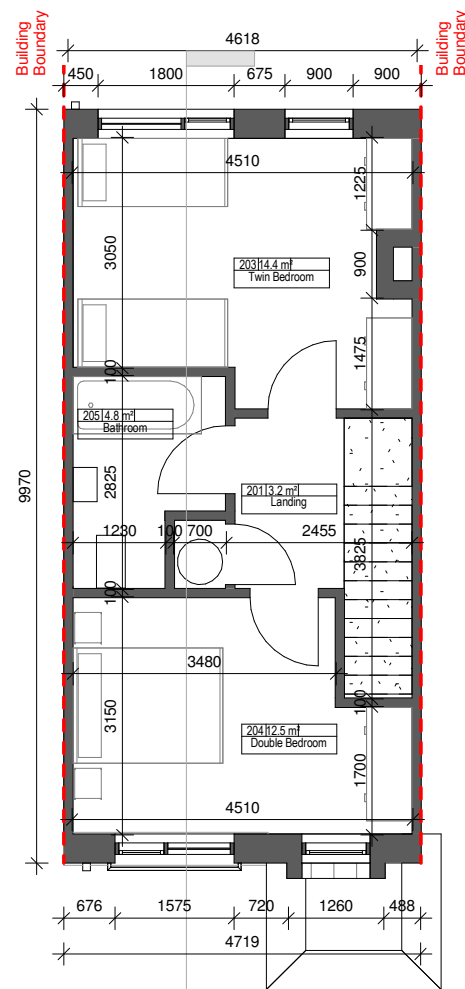 Building
Boundary
4618
Building
Boundary
450
1800
675
900
900
4510
1225
3050
203 14.4 m²
Twin Bedroom
900
1475
100
205 4.8 m²
Bathroom
2825
201 3.2 m²
Landing
9970
1230
100
700
2455
3825
100
3480
3150
204 12.5 m²
Double Bedroom
100
1700
4510
676
1575
720
1260
488
4719